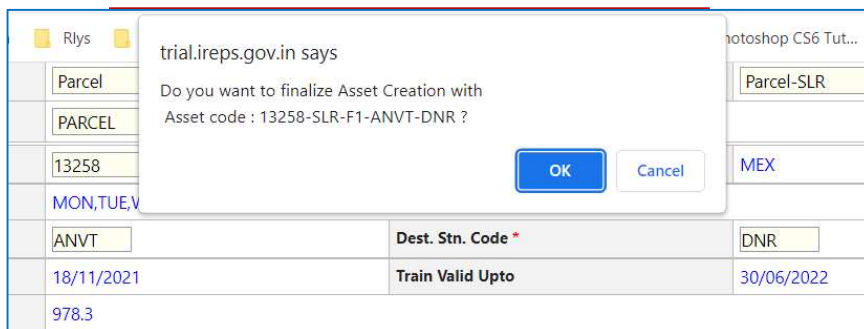 Rlys
trial.ireps.gov.in says
Do you want to finalize Asset Creation with
Asset code : 13258-SLR-F1-ANVT-DNR ?
OK Cancel
CS6 Tut...
Parcel Parcel-SLR
PARCEL
13258 MEX
MON,TUE,
ANVT Dest. Stn. Code * DNR
18/11/2021 Train Valid Upto 30/06/2022
978.3